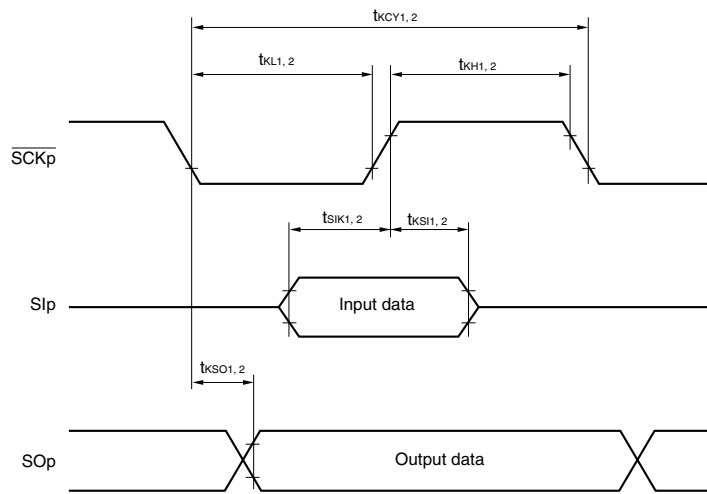 tKCY1, 2
tKL1, 2
tKH1, 2
SCKp
tSIK1, 2
tKSI1, 2
SIp
Input data
tKSO1, 2
SOp
Output data